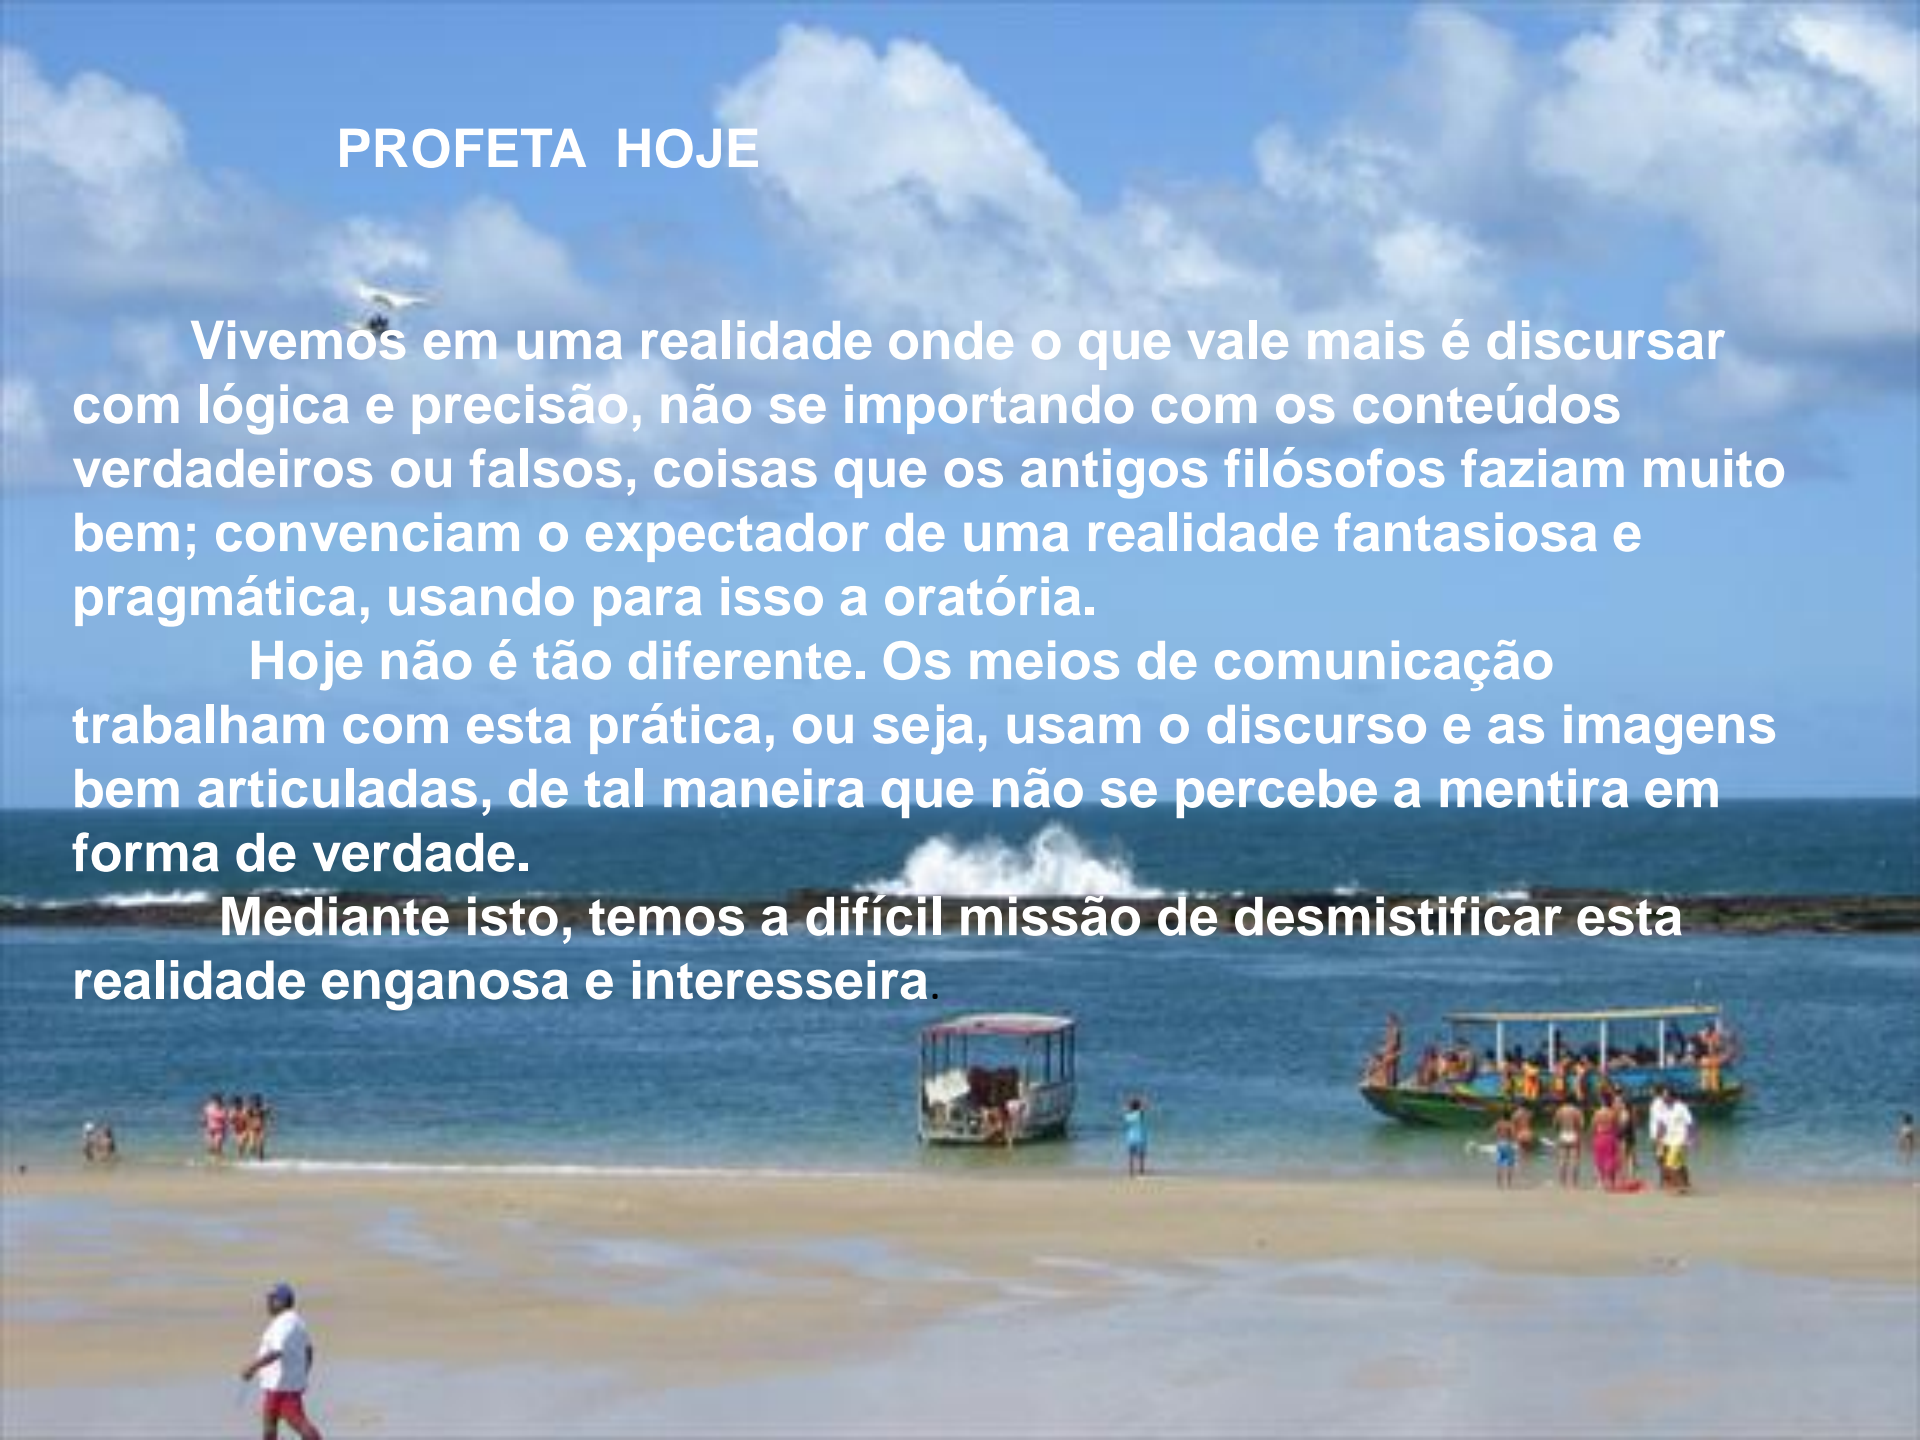 PROFETA HOJE
Vivemos em uma realidade onde o que vale mais é discursar
com lógica e precisão, não se importando com os conteúdos
verdadeiros ou falsos, coisas que os antigos filósofos faziam muito
bem; convenciam o expectador de uma realidade fantasiosa e
pragmática, usando para isso a oratória.
Hoje não é tão diferente. Os meios de comunicação
trabalham com esta prática, ou seja, usam o discurso e as imagens
bem articuladas, de tal maneira que não se percebe a mentira em
forma de verdade.
Mediante isto, temos a difícil missão de desmistificar esta
realidade enganosa e interesseira.